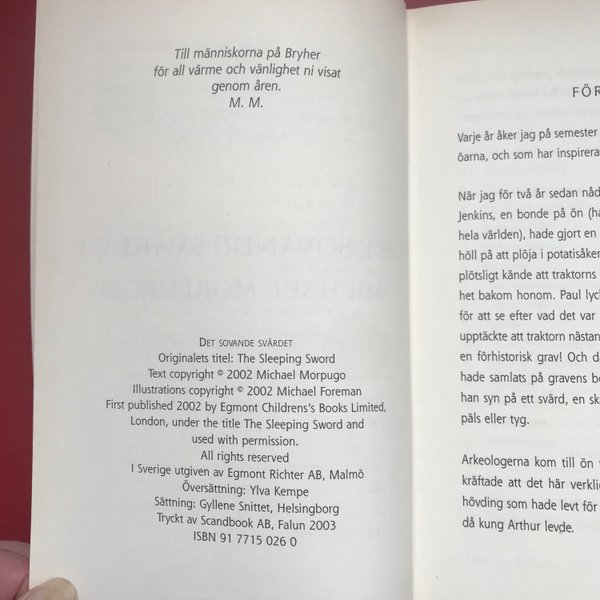 Till människorna på Bryher
för all värme och vänlighet ni visat
genom åren.
M. M.
DET SOVANDE SVÄRDET
Originalets titel: The Sleeping Sword
Text copyright © 2002 Michael Morpugo
Illustrations copyright © 2002 Michael Foreman
First published 2002 by Egmont Childrens's Books Limited,
London, under the title The Sleeping Sword and
used with permission.
All rights reserved
I Sverige utgiven av Egmont Richter AB, Malmö
Översättning: Ylva Kempe
Sättning: Gyllene Snittet, Helsingborg
Tryckt av Scandbook AB, Falun 2003
ISBN 91 7715 026 0
FÖR
Varje år åker jag på semester
öarna, och som har inspirera
När jag för två år sedan nåd
Jenkins, en bonde på ön (ha
hela världen), hade gjort en
höll på att plöja i potatisåker
plötsligt kände att traktorns
het bakom honom. Paul lyck
för att se efter vad det var
upptäckte att traktorn nästan
en förhistorisk grav! Och da
hade samlats på gravens bo
han syn på ett svärd, en sk
päls eller tyg.
Arkeologerna kom till ön
kräftade att det här verklig
hövding som hade levt för
då kung Arthur levde.